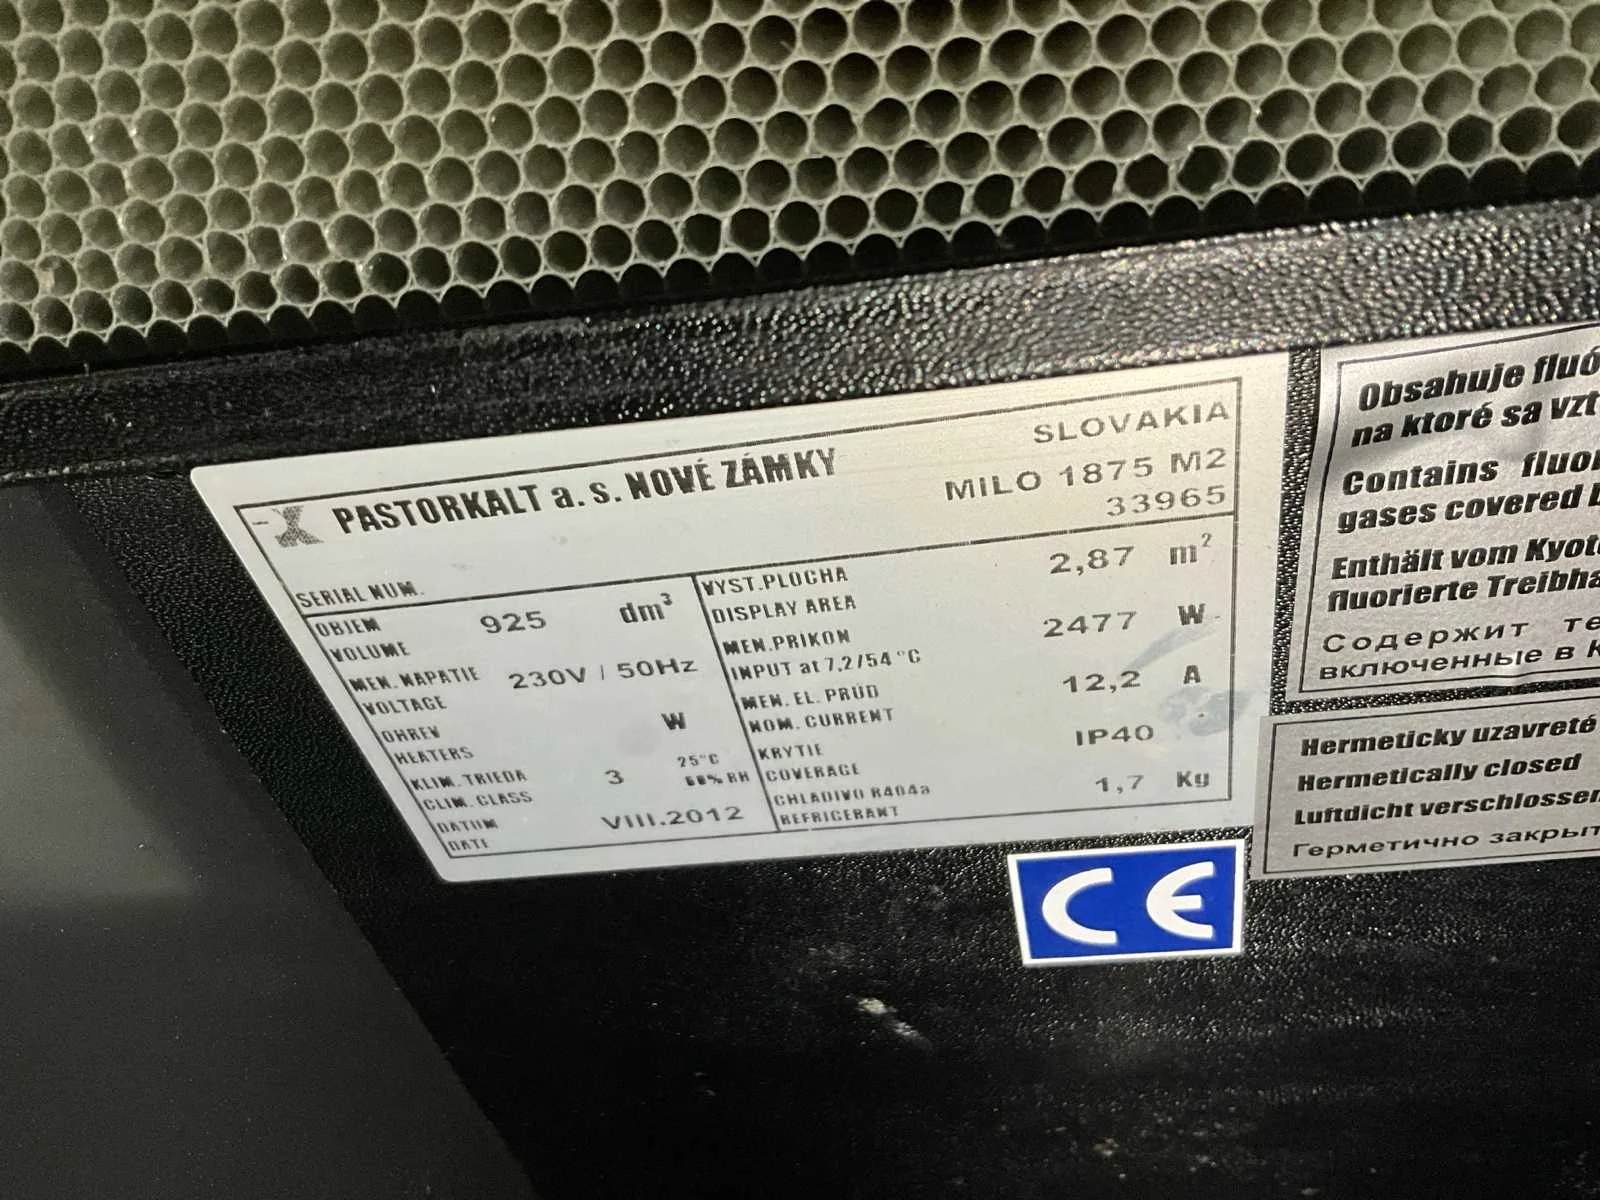 PASTORKALT a. s. NOVÉ ZÁMKY
SLOVAKIA
MILO 1875 M2
SERIAL NUM.
33965
OBJEM
VOLUME
925 dm³
MEN. NAPATIE
VOLTAGE
230V / 50Hz
OHREV
HEATERS
W
KLIM. TRIEDA
CLIM. CLASS
3
25°C
60% RH
DATUM
DATE
VIII.2012
VYST.PLOCHA
DISPLAY AREA
2,87 m²
MEN.PRIKON
INPUT at 7,2/54 °C
2477 W
MEN. EL. PRÚD
NOM. CURRENT
12,2 A
KRYTIE
COVERAGE
IP40
CHLADIVO R404a
REFRIGERANT
1,7 Kg
CE
Obsahuje fluó
na ktoré sa vzť
Contains fluor
gases covered b
Enthält vom Kyoto
fluorierte Treibha
Содержит те
включенные в К
Hermeticky uzavreté
Hermetically closed
Luftdicht verschlossen
Герметично закрыт